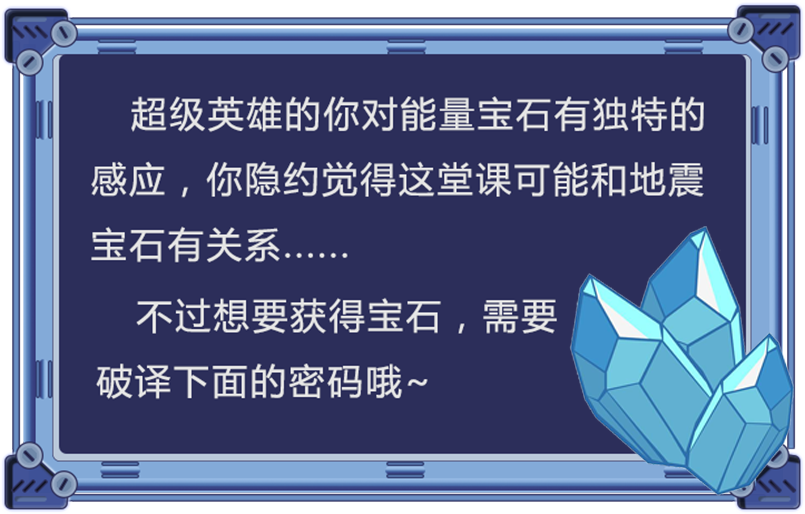 超级英雄的你对能量宝石有独特的
感应，你隐约觉得这堂课可能和地震
宝石有关系……
不过想要获得宝石，需要
破译下面的密码哦~